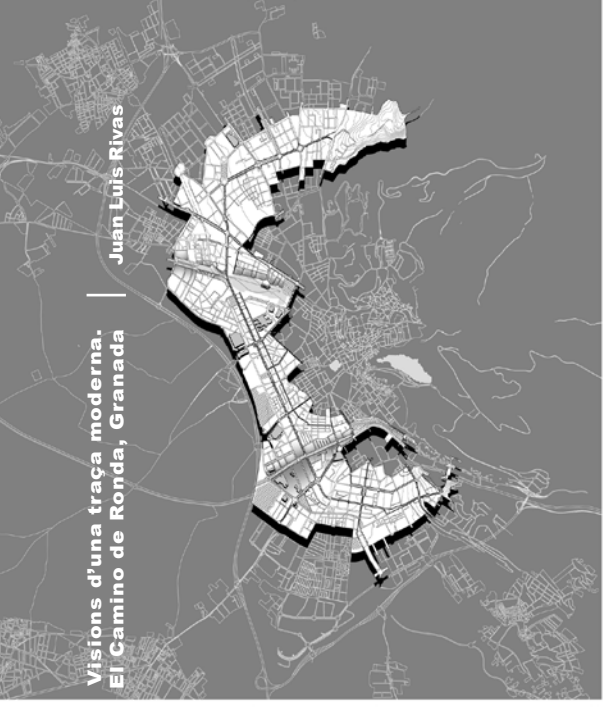 Visions d'una traça moderna.
El Camino de Ronda, Granada
Juan Luis Rivas